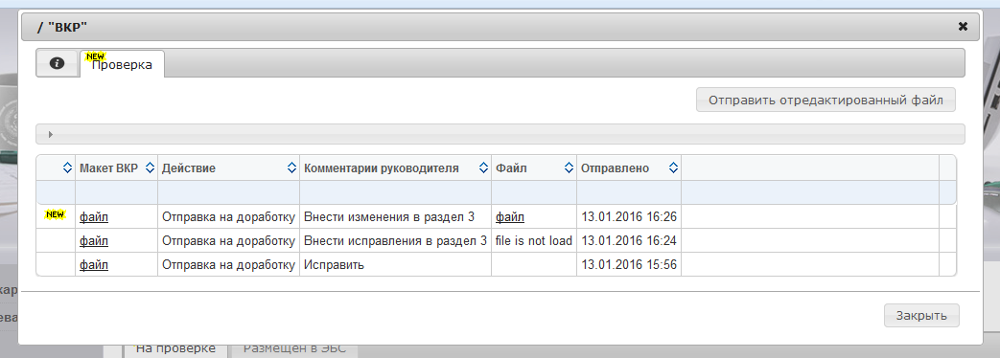 / "ВКР"
NEW
Проверка
Отправить отредактированный файл
Макет ВКР Действие Комментарии руководителя Файл Отправлено
NEW файл Отправка на доработку Внести изменения в раздел 3 файл 13.01.2016 16:26
файл Отправка на доработку Внести исправления в раздел 3 file is not load 13.01.2016 16:24
файл Отправка на доработку Исправить 13.01.2016 15:56
кар
ева
Закрыть
На проверке Размещен в ЭБС